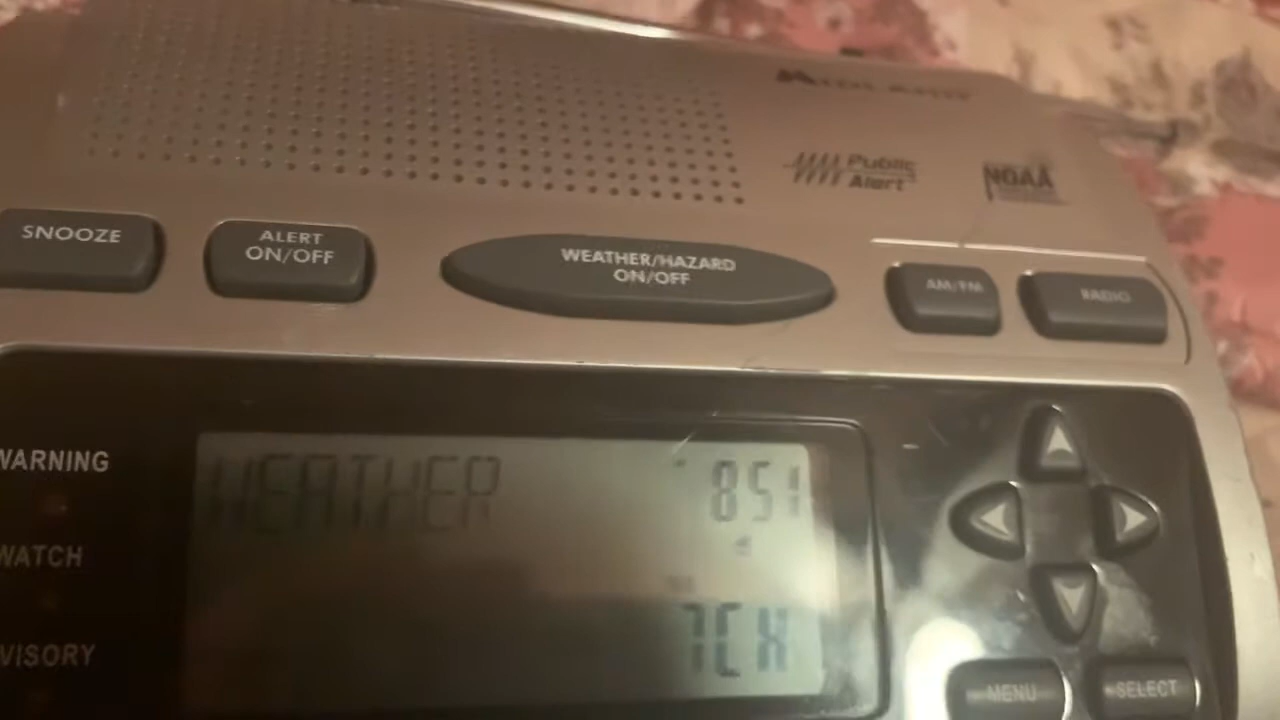 MIDLAND
Public
Alert
NOAA
SNOOZE
ALERT
ON/OFF
WEATHER/HAZARD
ON/OFF
AM/FM
RADIO
WARNING
WEATHER
851
WATCH
7CH
VISORY
MENU
SELECT